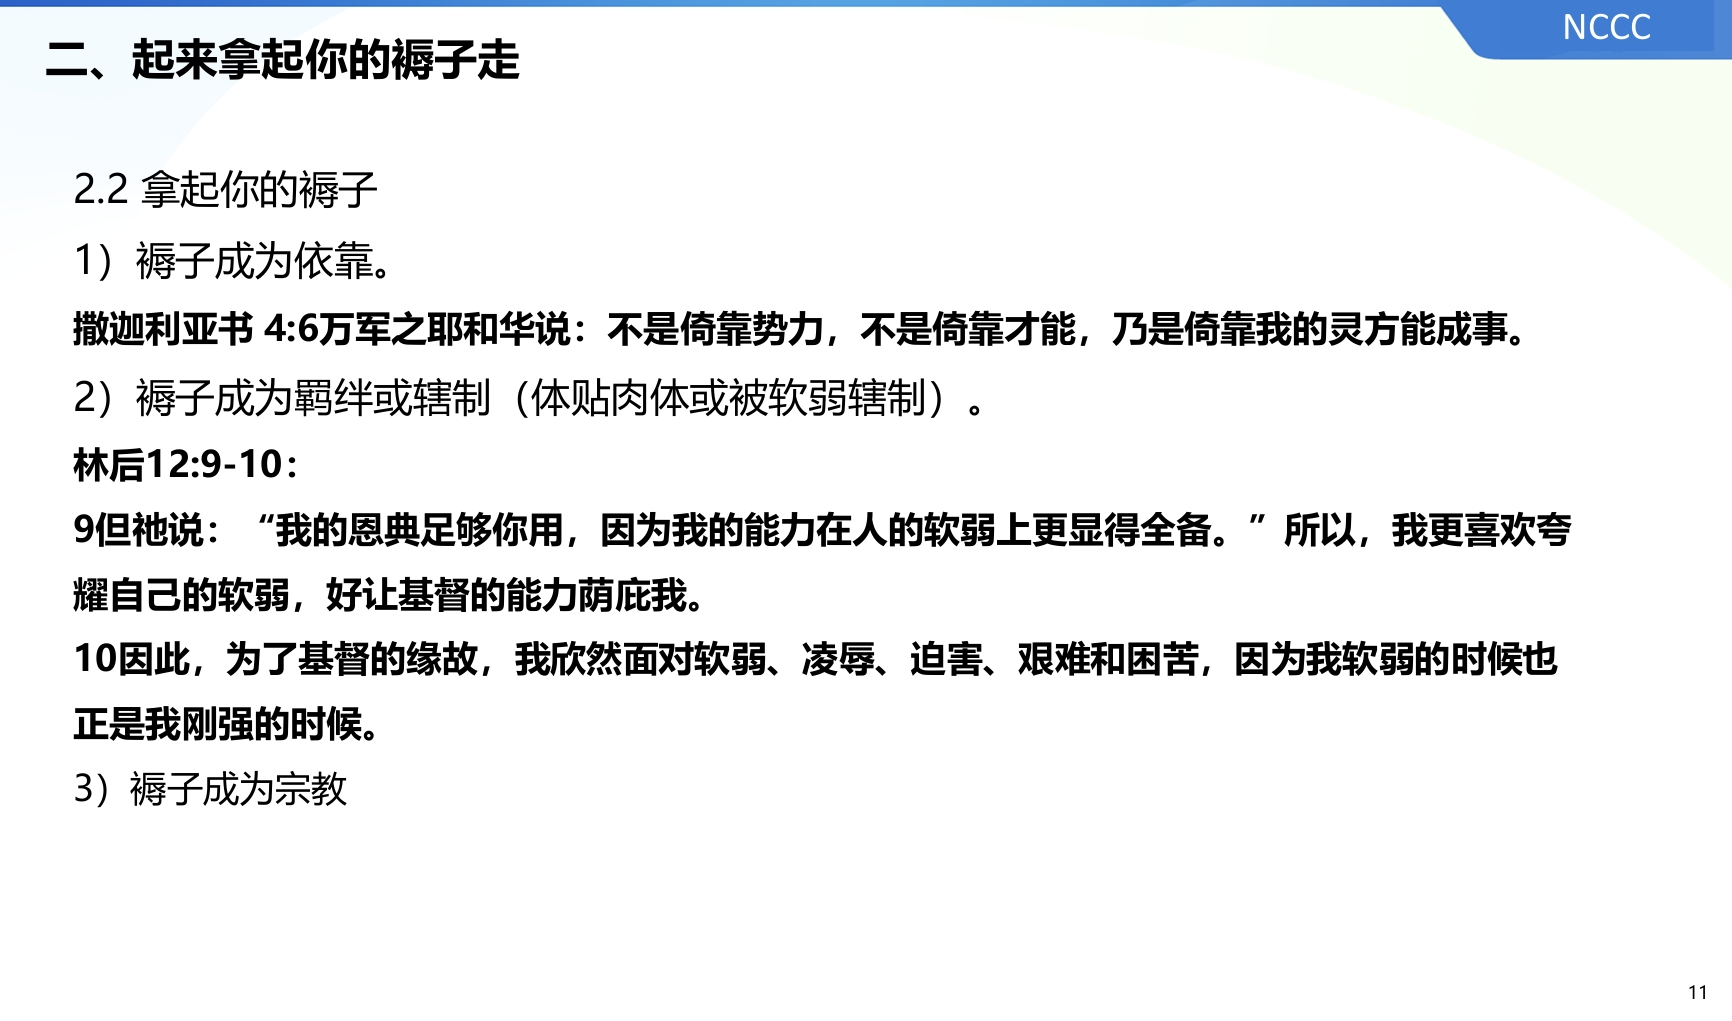 NCCC
二、起来拿起你的褥子走
2.2 拿起你的褥子
1）褥子成为依靠。
撒迦利亚书 4:6万军之耶和华说：不是倚靠势力，不是倚靠才能，乃是倚靠我的灵方能成事。
2）褥子成为羁绊或辖制（体贴肉体或被软弱辖制）。
林后12:9-10：
9但祂说：“我的恩典足够你用，因为我的能力在人的软弱上更显得全备。”所以，我更喜欢夸
耀自己的软弱，好让基督的能力荫庇我。
10因此，为了基督的缘故，我欣然面对软弱、凌辱、迫害、艰难和困苦，因为我软弱的时候也
正是我刚强的时候。
3）褥子成为宗教
11